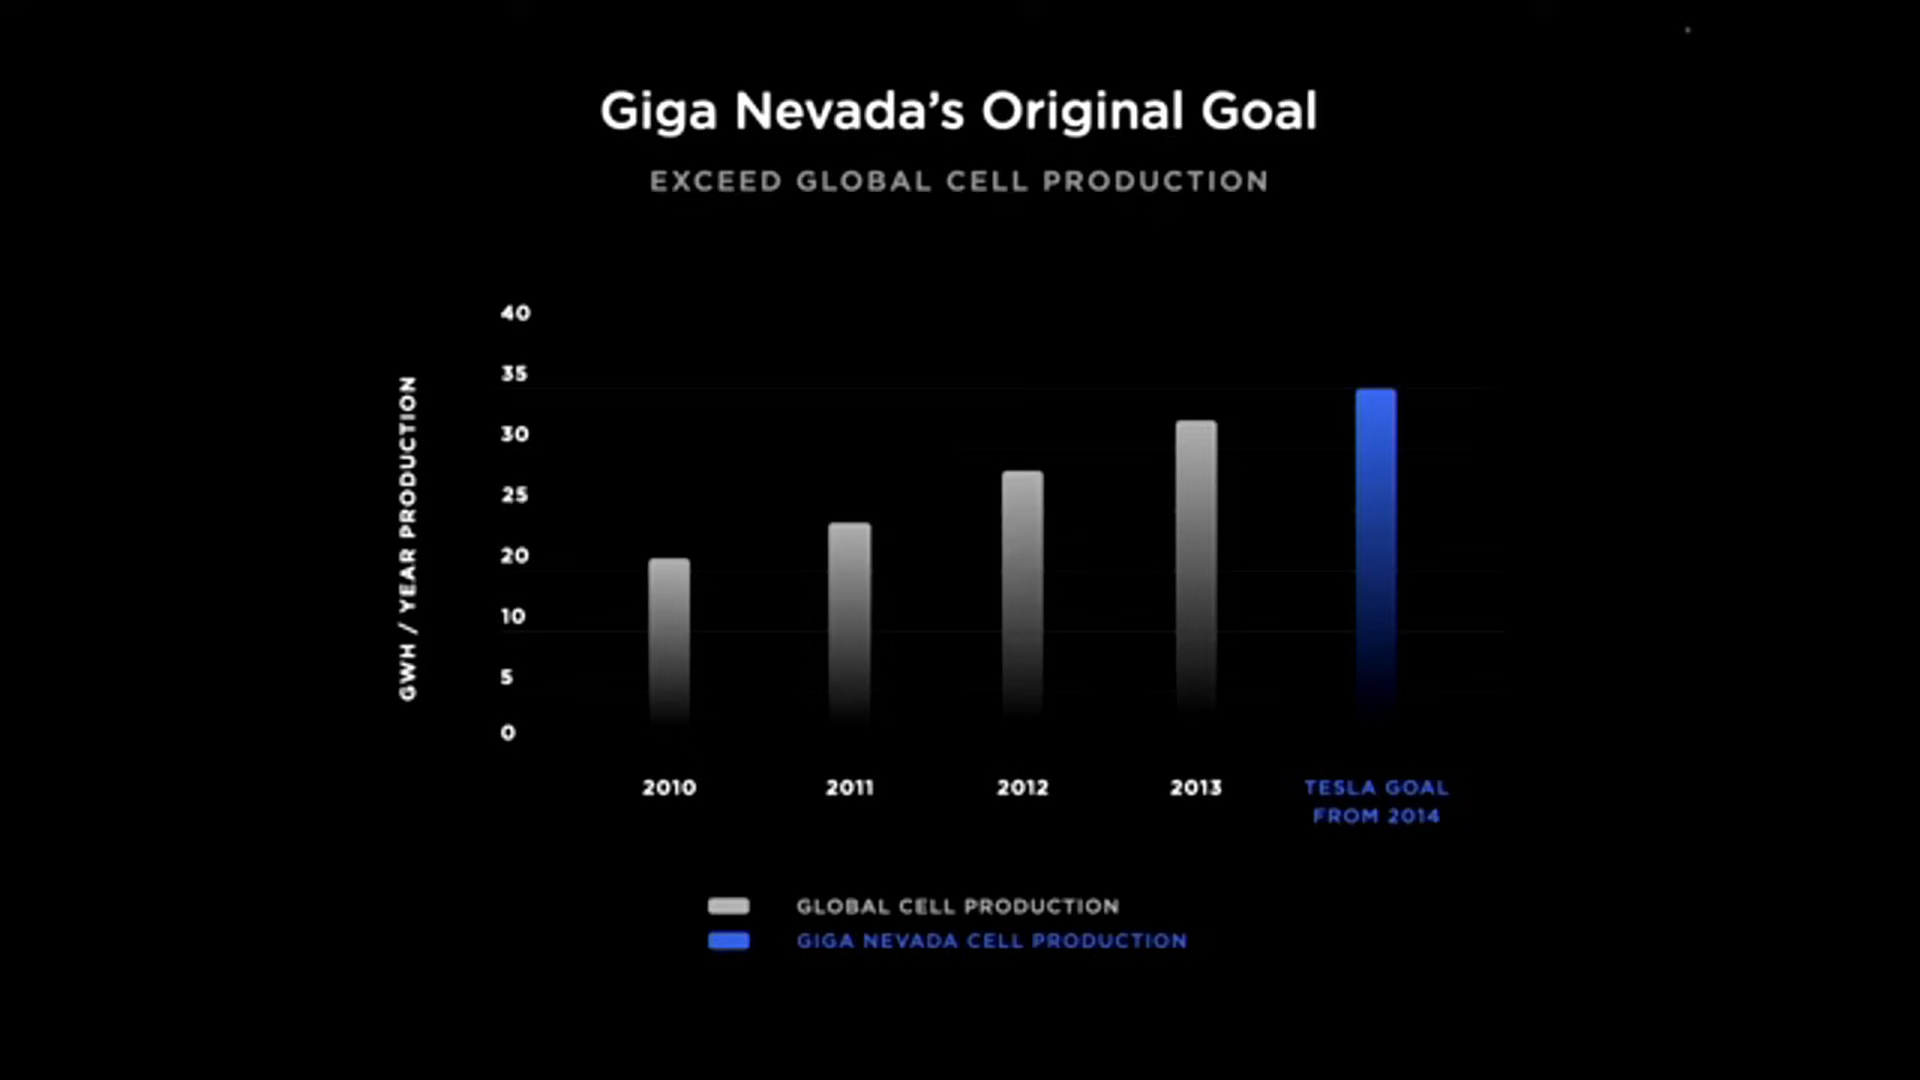 Giga Nevada’s Original Goal
EXCEED GLOBAL CELL PRODUCTION
GWH / YEAR PRODUCTION
40
35
30
25
20
10
5
0
2010
2011
2012
2013
TESLA GOAL
FROM 2014
GLOBAL CELL PRODUCTION
GIGA NEVADA CELL PRODUCTION